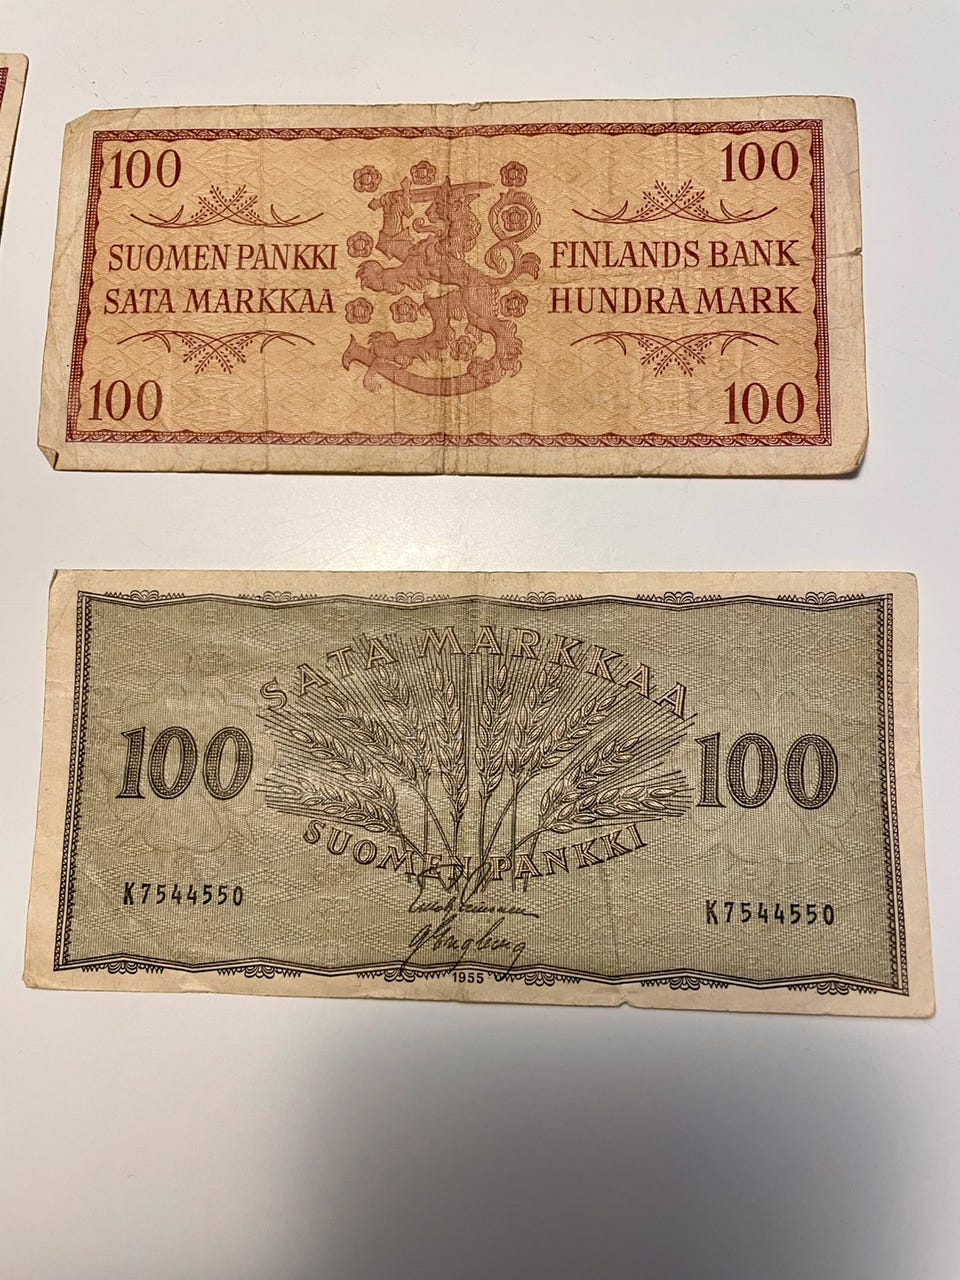 100 100
SUOMEN PANKKI FINLANDS BANK
SATA MARKKAA HUNDRA MARK
100 100
SATA MARKKAA
100 100
SUOMEN PANKKI
K7544550 K7544550
1955